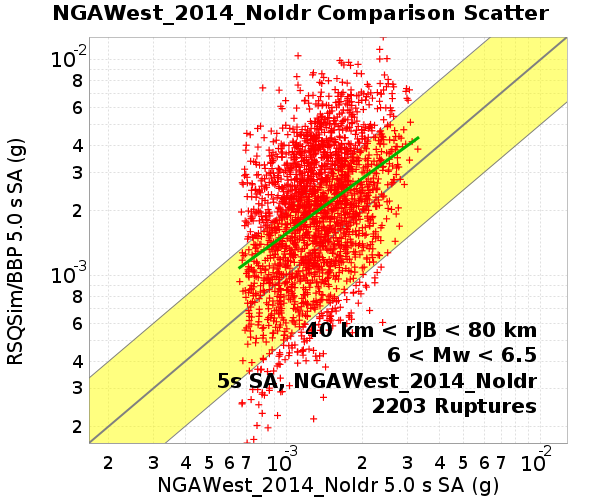 NGAWest_2014_NoIdr Comparison Scatter
10-2
8
6
4
3
2
10-3
8
6
4
3
2
RSQSim/BBP 5.0 s SA (g)
40 km < rJB < 80 km
6 < Mw < 6.5
5s SA, NGAWest_2014_NoIdr
2203 Ruptures
2 3 4 5 6 7 10-3 2 3 4 5 6 7 10-2
NGAWest_2014_NoIdr 5.0 s SA (g)